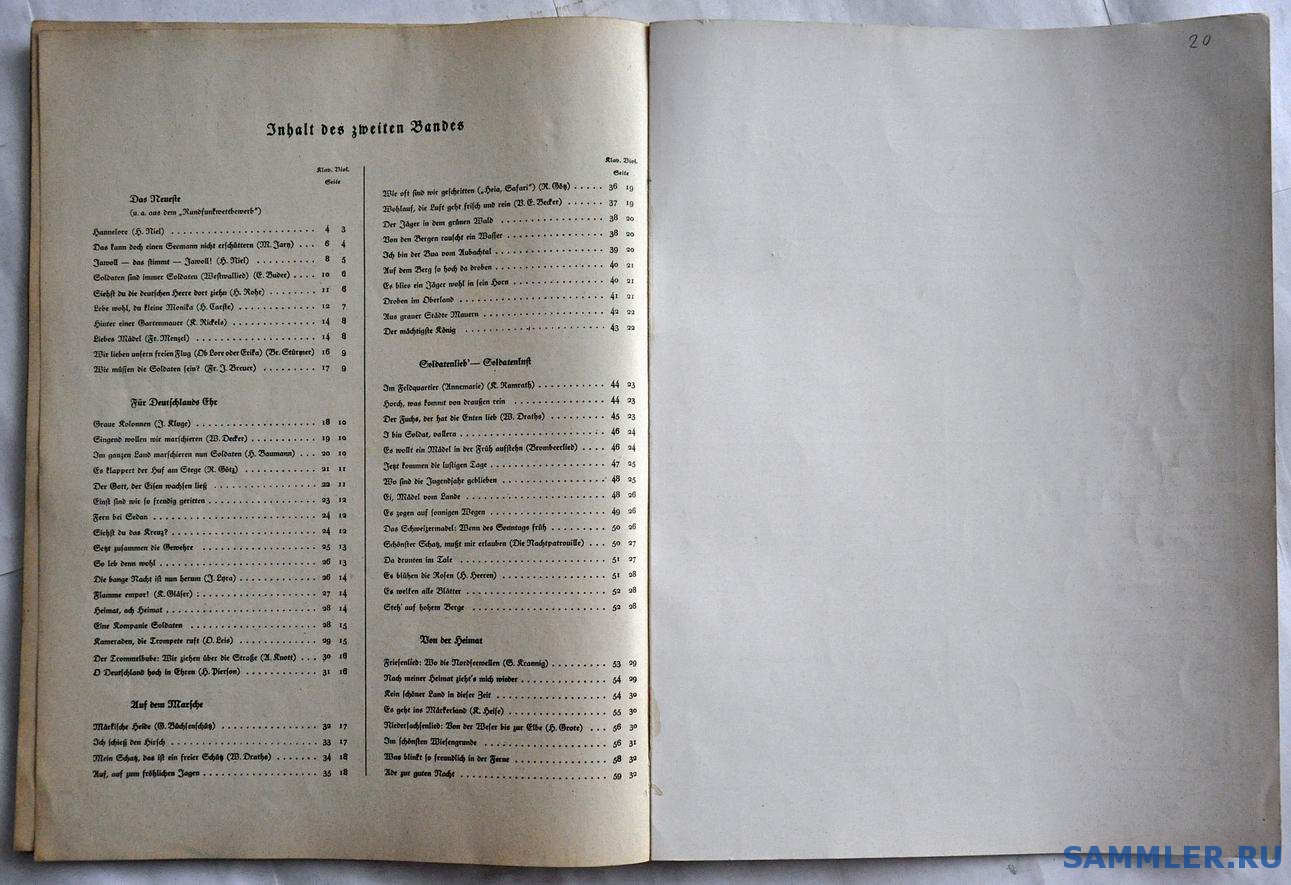 Inhalt des zweiten Bandes
Klav. Viol.
Seite
Das Neueste
(u. a. aus dem „Rundfunkwettbewerb“)
Hannelore (H. Niel) 4 3
Das kann doch einen Seemann nicht erschüttern (M. Jary) 6 4
Jawoll — das stimmt — Jawoll! (H. Niel) 8 5
Soldaten sind immer Soldaten (Westwallied) (E. Buder) 10 6
Siehst du die deutschen Heere dort ziehn (H. Rohr) 11 6
Lebe wohl, du kleine Monika (H. Carste) 12 7
Hinter einer Gartenmauer (K. Rickels) 14 8
Liebes Mädel (Fr. Menzel) 14 8
Wir lieben unsern freien Flug (Ob Lore oder Erika) (Br. Stürmer) 16 9
Wie müssen die Soldaten sein? (Fr. J. Breuer) 17 9
Für Deutschlands Ehr
Graue Kolonnen (J. Kluge) 18 10
Singend wollen wir marschieren (W. Decker) 19 10
Im ganzen Land marschieren nun Soldaten (H. Baumann) 20 10
Es klappert der Huf am Stege (R. Götz) 21 11
Der Gott, der Eisen wachsen ließ 22 11
Einst sind wir so freudig geritten 23 12
Fern bei Sedan 24 12
Siehst du das Kreuz? 24 12
Setzt zusammen die Gewehre 25 13
So leb denn wohl 26 13
Die bange Nacht ist nun herum (J. Lyra) 26 14
Flamme empor! (K. Gläser) : 27 14
Heimat, ach Heimat 28 14
Eine Kompanie Soldaten 28 15
Kameraden, die Trompete ruft (O. Leis) 29 15
Der Trommelbube: Wir ziehen über die Straße (A. Knott) 30 16
O Deutschland hoch in Ehren (H. Pierson) 31 16
Auf dem Marsche
Märkische Heide (G. Büchsenschütz) 32 17
Ich schieß den Hirsch 33 17
Mein Schatz, das ist ein freier Schütz (W. Draths) 34 18
Auf, auf zum fröhlichen Jagen 35 18
Klav. Viol.
Seite
Wie oft sind wir geschritten („Heia, Safari“) (R. Götz) 36 19
Wohlauf, die Luft geht frisch und rein (V. E. Becker) 37 19
Der Jäger in dem grünen Wald 38 20
Von den Bergen rauscht ein Wasser 38 20
Ich bin der Bua vom Aubachtal 39 20
Auf dem Berg so hoch da droben 40 21
Es blies ein Jäger wohl in sein Horn 40 21
Droben im Oberland 41 21
Aus grauer Städte Mauern 42 22
Der mächtigste König 43 22
Soldatenlieb' — Soldatenlust
Im Feldquartier (Annemarie) (K. Ramrath) 44 23
Horch, was kommt von draußen rein 44 23
Der Fuchs, der hat die Enten lieb (W. Draths) 45 23
I bin Soldat, vallera 46 24
Es wollt ein Mädel in der Früh aufstehn (Brombeerlied) 46 24
Jetzt kommen die lustigen Tage 47 25
Wo sind die Jugendjahr geblieben 48 25
Ei, Mädel vom Lande 48 26
Es zogen auf sonnigen Wegen 49 26
Das Schweizermadel: Wenn des Sonntags früh 50 26
Schönster Schatz, mußt mir erlauben (Die Nachtpatrouille) 50 27
Da drunten im Tale 51 27
Es blühen die Rosen (H. Heeren) 51 28
Es welken alle Blätter 52 28
Steh' auf hohem Berge 52 28
Von der Heimat
Friesenlied: Wo die Nordseewellen (S. Krannig) 53 29
Nach meiner Heimat zieht's mich wieder 54 29
Kein schöner Land in dieser Zeit 54 30
Es geht ins Märkerland (K. Heise) 55 30
Niedersachsenlied: Von der Weser bis zur Elbe (H. Grote) 56 30
Im schönsten Wiesengrunde 56 31
Was blinkt so freundlich in der Ferne 58 32
Ade zur guten Nacht 59 32
20
SAMMLER.RU